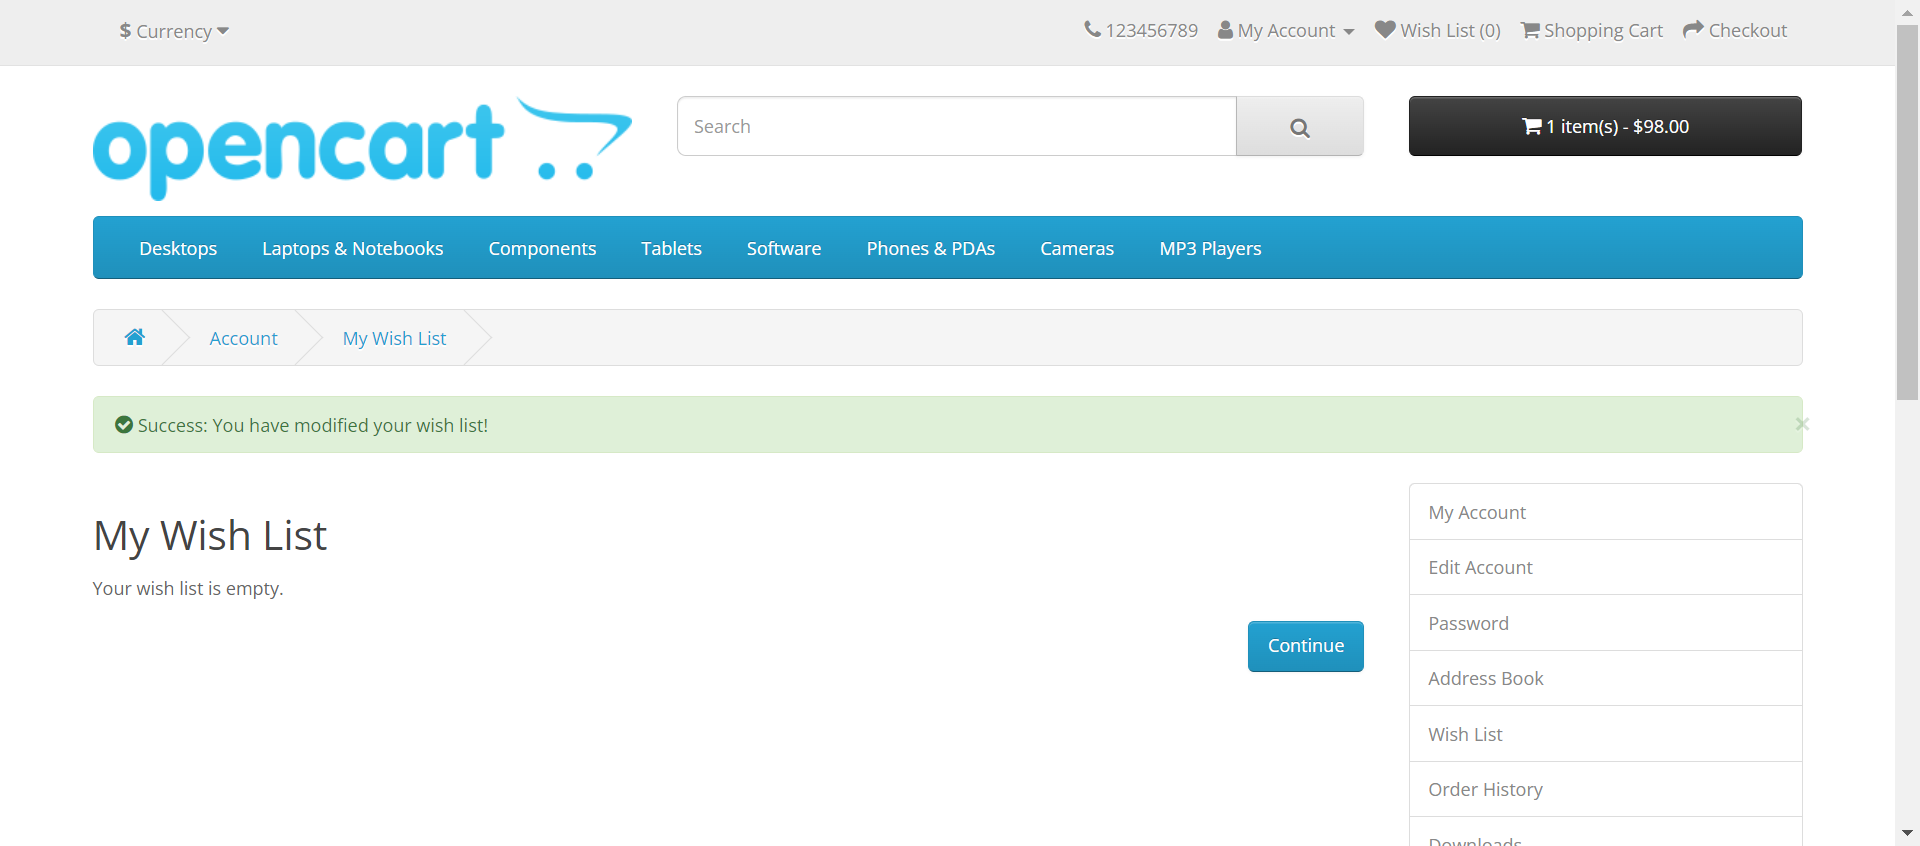 $ Currency
123456789 My Account Wish List (0) Shopping Cart Checkout
opencart
Search
1 item(s) - $98.00
Desktops Laptops & Notebooks Components Tablets Software Phones & PDAs Cameras MP3 Players
Account My Wish List
Success: You have modified your wish list!
×
My Wish List
Your wish list is empty.
Continue
My Account
Edit Account
Password
Address Book
Wish List
Order History
Downloads